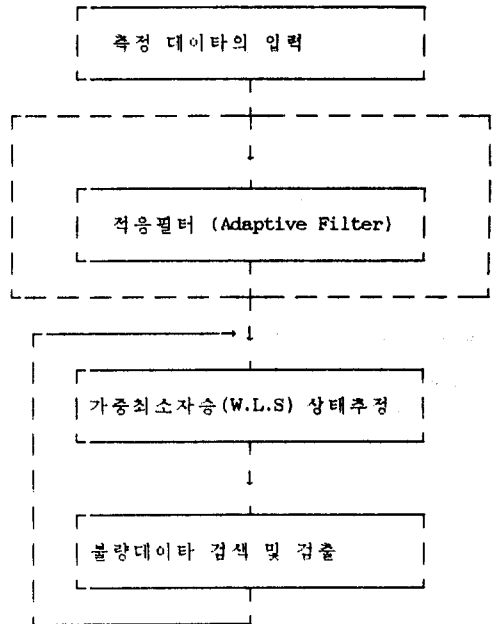 측정 데이타의 입력
적응필터 (Adaptive Filter)
가중최소자승(W.L.S) 상태추정
불량데이타 검색 및 검출